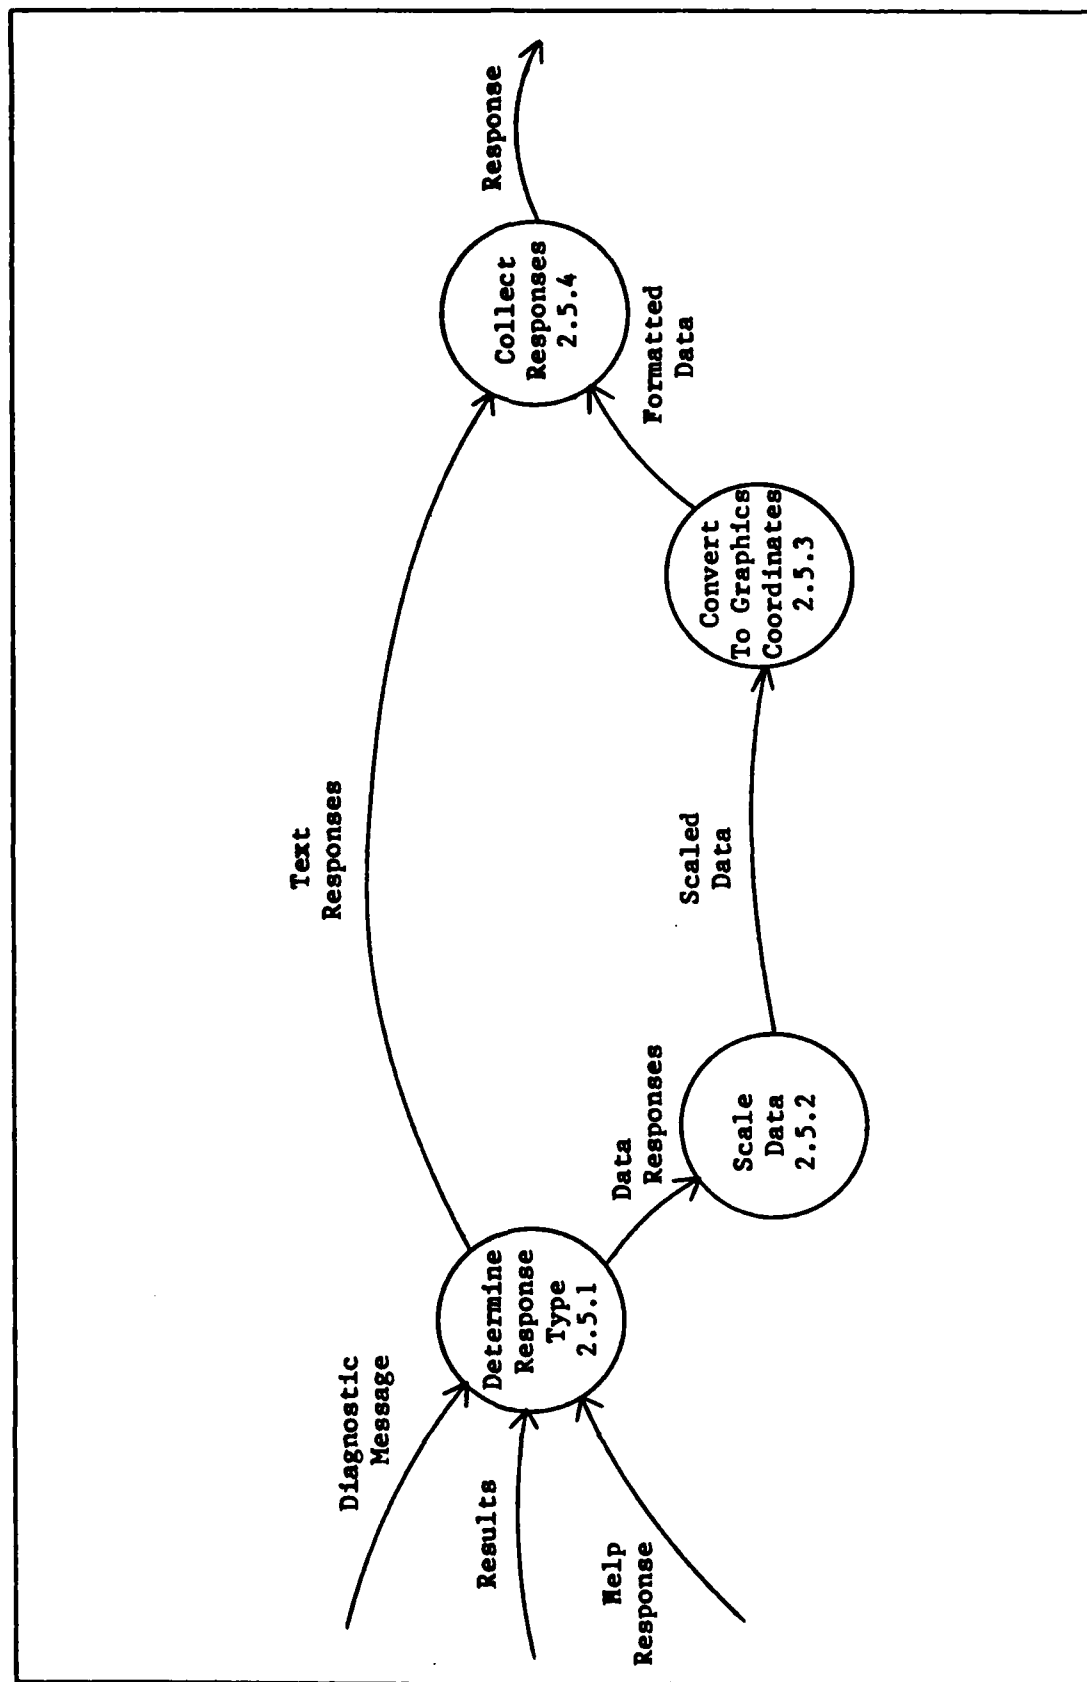 Diagnostic
Message
Results
Help
Response
Determine
Response
Type
2.5.1
Text
Responses
Data
Responses
Scale
Data
2.5.2
Scaled
Data
Convert
To Graphics
Coordinates
2.5.3
Formatted
Data
Collect
Responses
2.5.4
Response